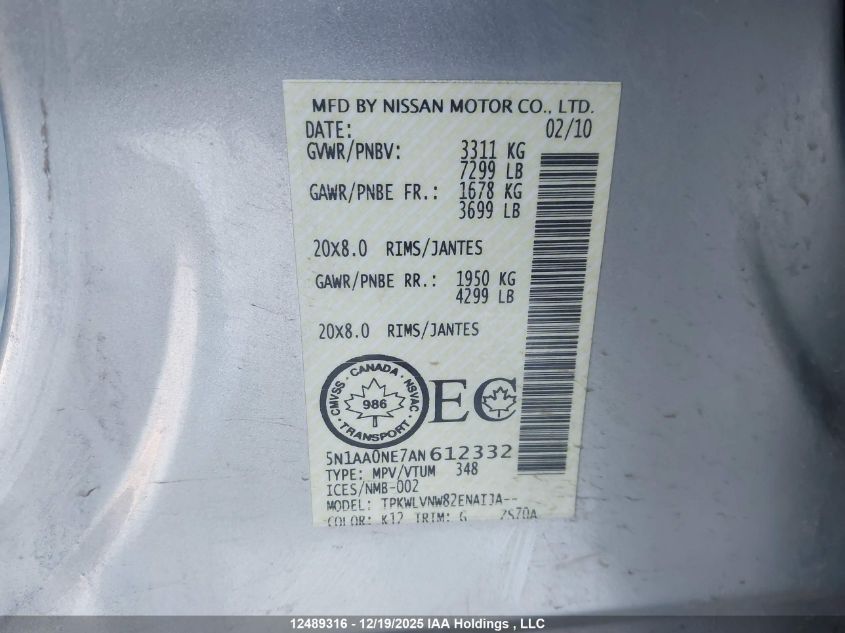 MFD BY NISSAN MOTOR CO., LTD.
DATE: 02/10
GVWR/PNBV: 3311 KG
7299 LB
GAWR/PNBE FR.: 1678 KG
3699 LB
20X8.0 RIMS/JANTES
GAWR/PNBE RR.: 1950 KG
4299 LB
20X8.0 RIMS/JANTES
CMVSS · CANADA · NSVAC · TRANSPORT ·
986
EC
5N1AA0NE7AN612332
TYPE: MPV/VTUM 348
ICES/NMB-002
MODEL: TPKWLVNW82ENAIJA--
COLOR: K12 TRIM: G
12489316 - 12/19/2025 IAA Holdings , LLC